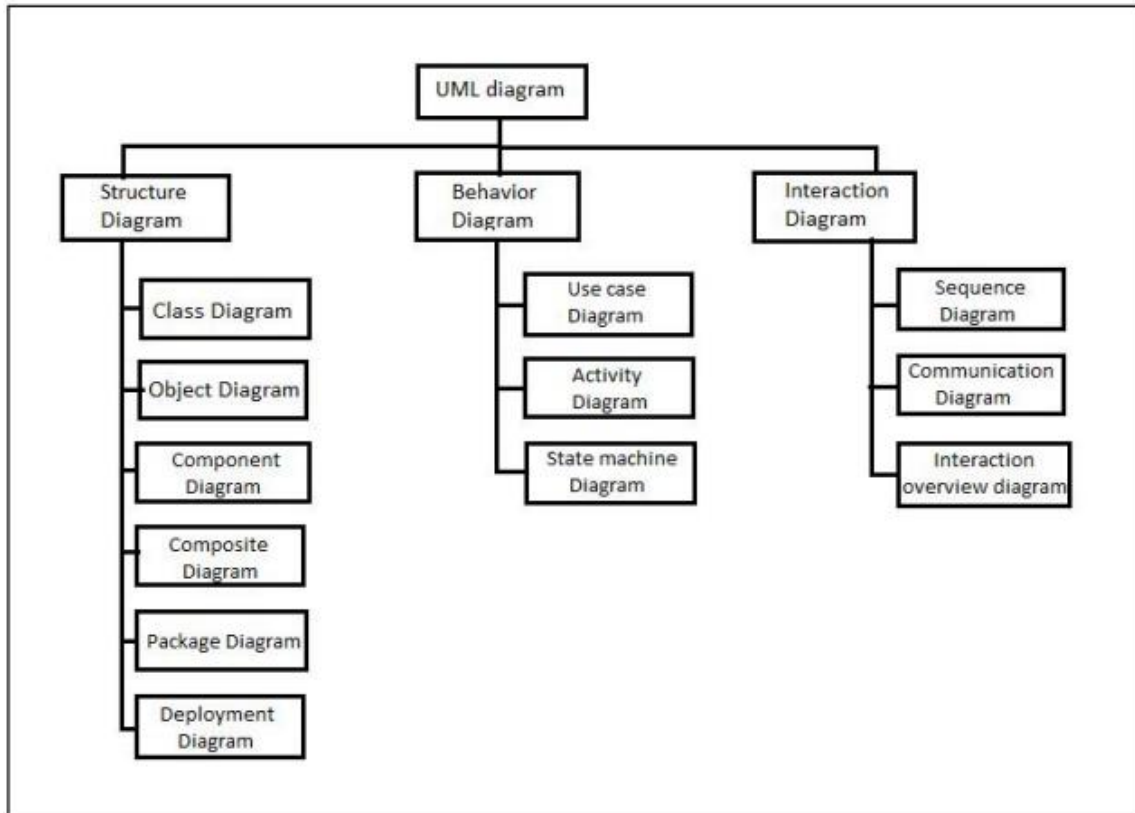 UML diagram
Structure
Diagram
Behavior
Diagram
Interaction
Diagram
Class Diagram
Object Diagram
Component
Diagram
Composite
Diagram
Package Diagram
Deployment
Diagram
Use case
Diagram
Activity
Diagram
State machine
Diagram
Sequence
Diagram
Communication
Diagram
Interaction
overview diagram